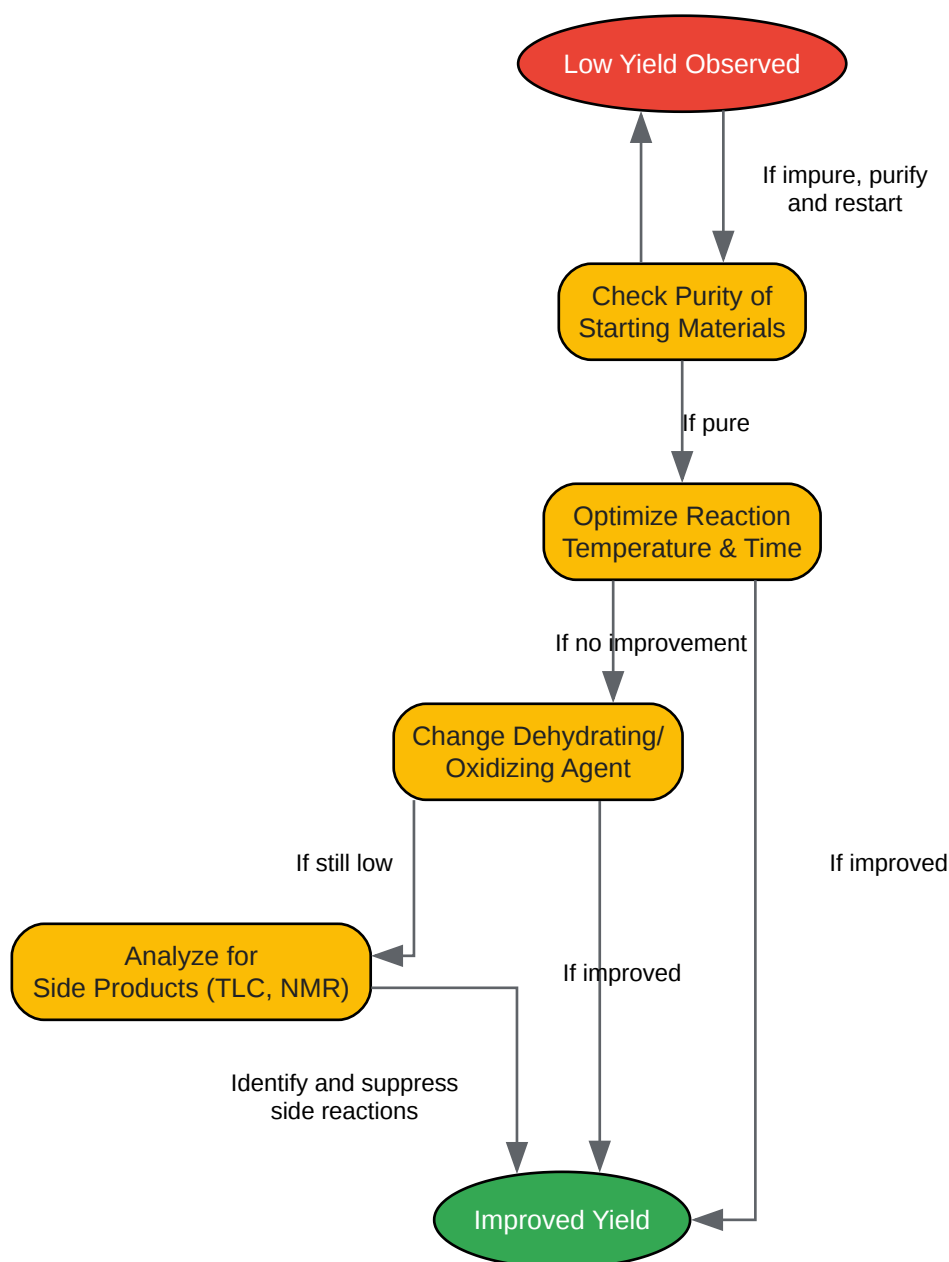 Low Yield Observed
If impure, purify
and restart
Check Purity of
Starting Materials
If pure
Optimize Reaction
Temperature & Time
If no improvement
Change Dehydrating/
Oxidizing Agent
If still low
If improved
Analyze for
Side Products (TLC, NMR)
If improved
Identify and suppress
side reactions
Improved Yield